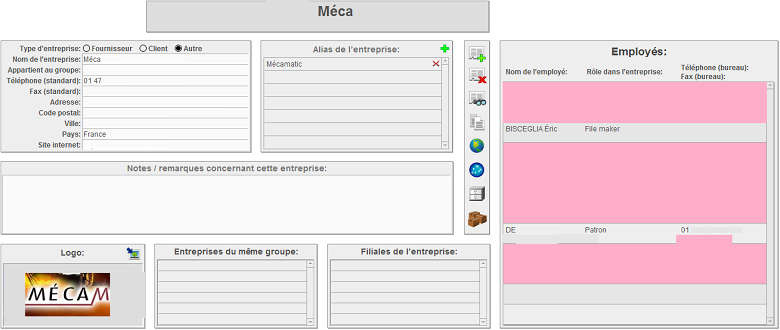 Méca
Type d'entreprise: Fournisseur Client Autre
Nom de l'entreprise: Méca
Appartient au groupe:
Téléphone (standard): 01 47
Fax (standard):
Adresse:
Code postal:
Ville:
Pays: France
Site internet:
Alias de l'entreprise:
Mécamatic
Notes / remarques concernant cette entreprise:
Logo:
MÉCAM
Entreprises du même groupe:
Filiales de l'entreprise:
Employés:
Nom de l'employé: Rôle dans l'entreprise: Téléphone (bureau):
Fax (bureau):
BISCEGLIA Éric File maker
DE Patron 01